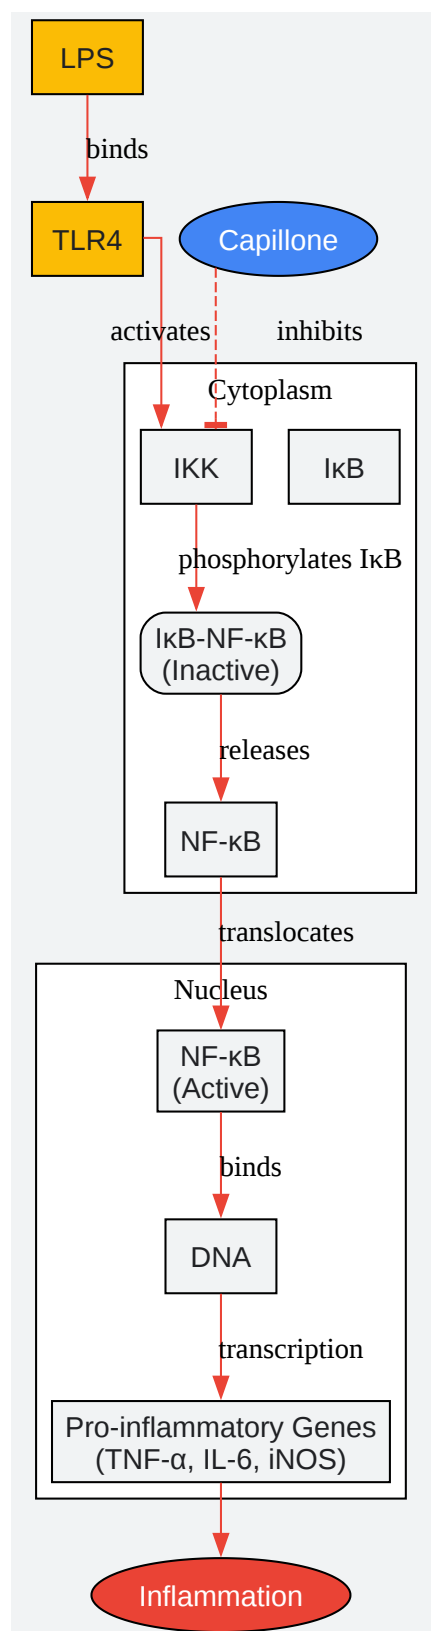 LPS
binds
TLR4
Capillone
activates
inhibits
Cytoplasm
IKK
IκB
phosphorylates IκB
IκB-NF-κB
(Inactive)
releases
NF-κB
translocates
Nucleus
NF-κB
(Active)
binds
DNA
transcription
Pro-inflammatory Genes
(TNF-α, IL-6, iNOS)
Inflammation